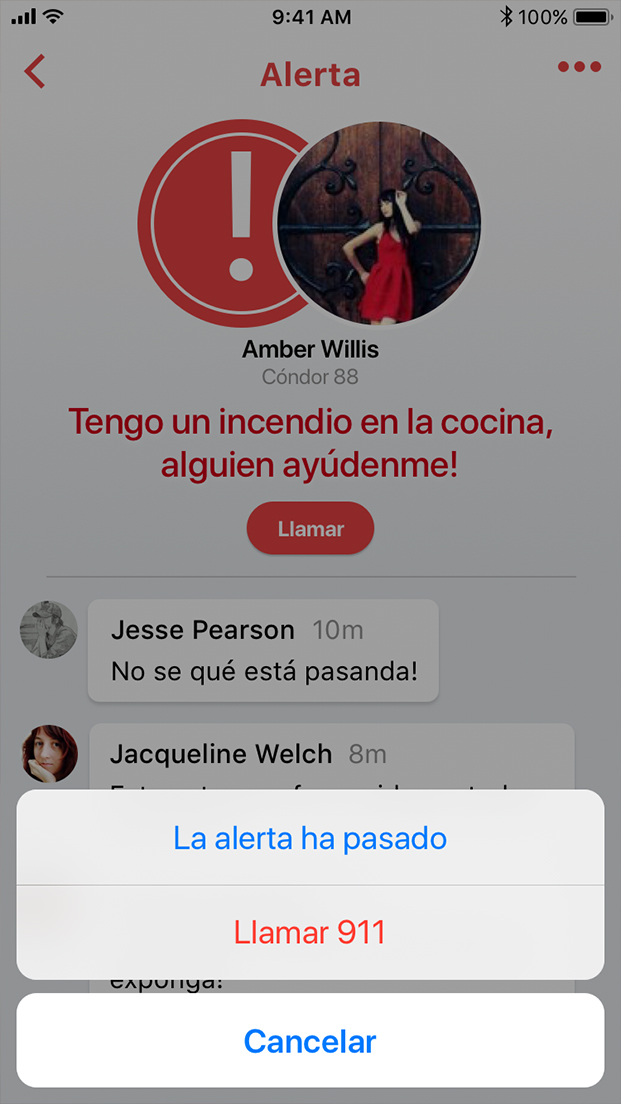 9:41 AM
100%
Alerta
Amber Willis
Cóndor 88
Tengo un incendio en la cocina,
alguien ayúdenme!
Llamar
Jesse Pearson 10m
No se qué está pasanda!
Jacqueline Welch 8m
La alerta ha pasado
Llamar 911
exponga!
Cancelar